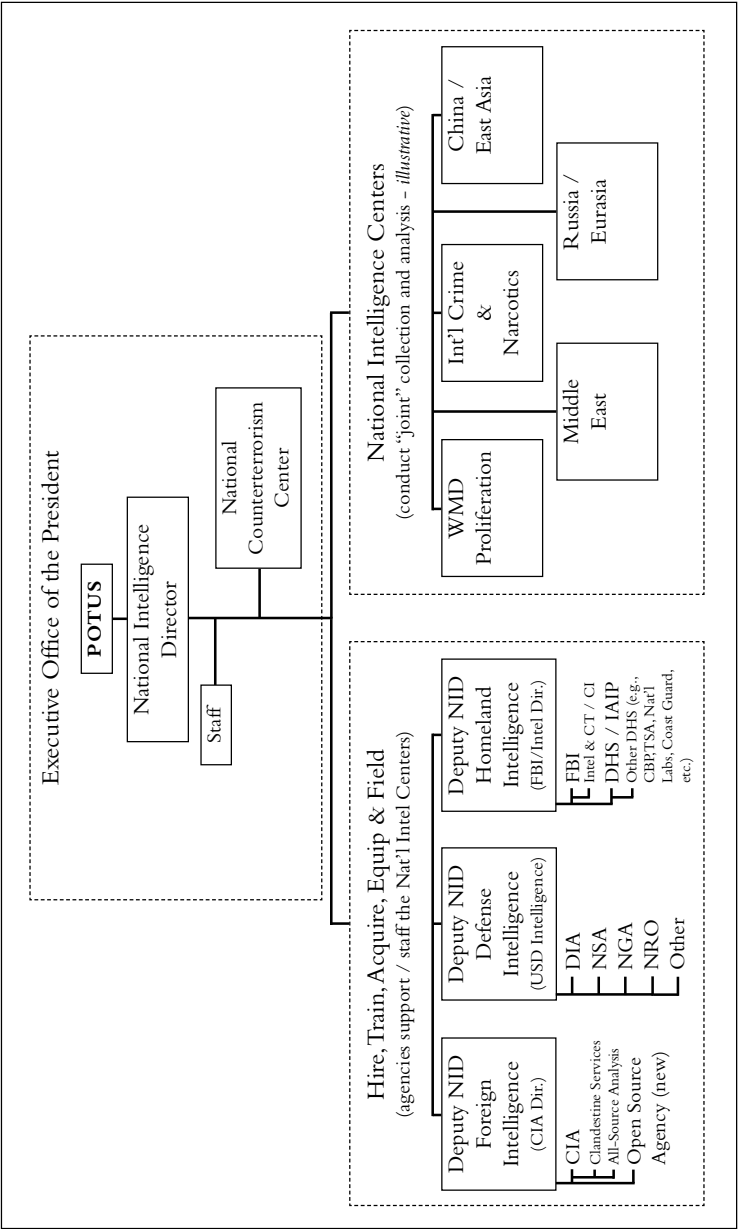 Executive Office of the President
POTUS
National Intelligence
Director
Staff
National
Counterterrorism
Center
Hire, Train, Acquire, Equip & Field
(agencies support / staff the Nat'l Intel Centers)
Deputy NID
Foreign
Intelligence
(CIA Dir.)
CIA
Clandestine Services
All-Source Analysis
Open Source
Agency (new)
Deputy NID
Defense
Intelligence
(USD Intelligence)
DIA
NSA
NGA
NRO
Other
Deputy NID
Homeland
Intelligence
(FBI/Intel Dir.)
FBI
Intel & CT / CI
DHS / IAIP
Other DHS (e.g.,
CBP,TSA, Nat'l
Labs, Coast Guard,
etc.)
National Intelligence Centers
(conduct “joint” collection and analysis – illustrative)
WMD
Proliferation
Int'l Crime
&
Narcotics
China /
East Asia
Middle
East
Russia /
Eurasia